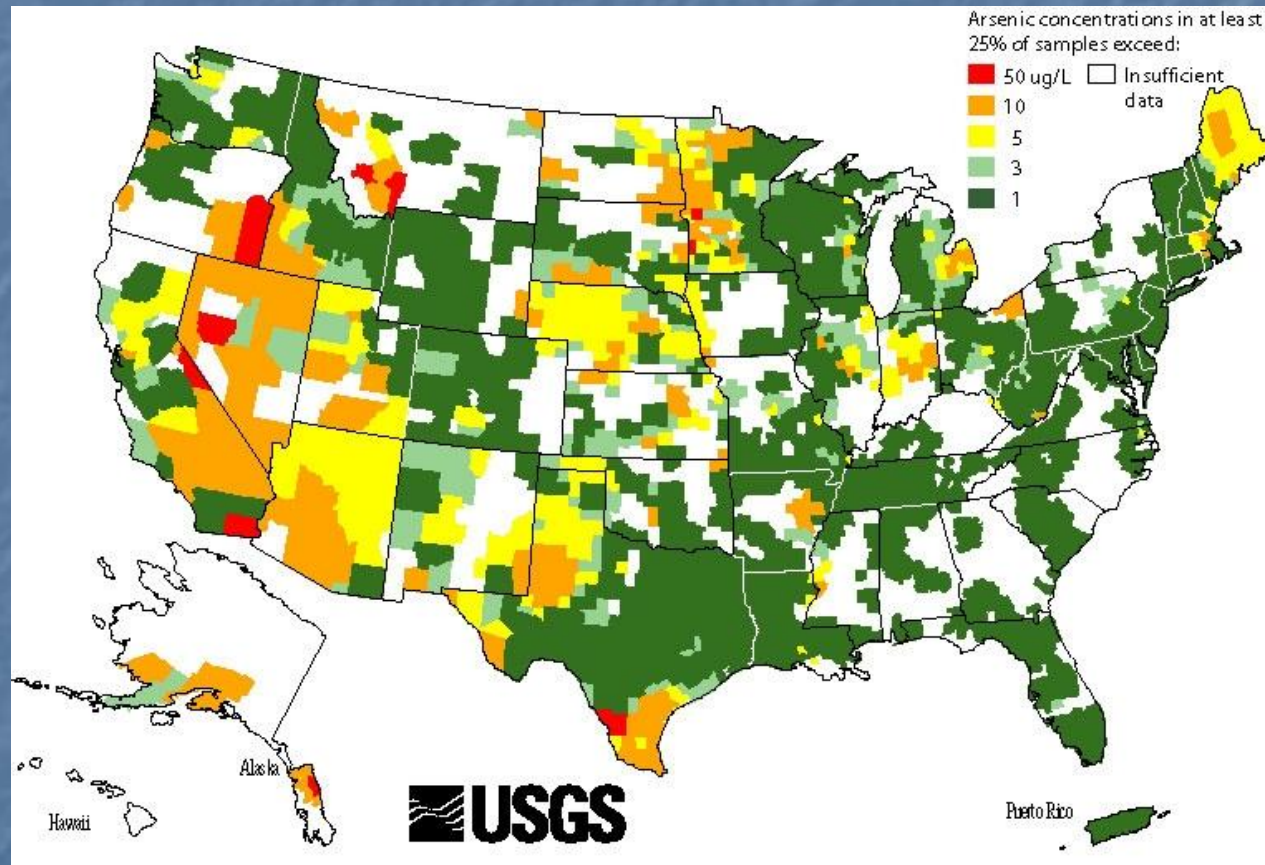 Arsenic concentrations in at least
25% of samples exceed:
50 ug/L Insufficient
10 data
5
3
1
Alaska
Hawaii
USGS
Puerto Rico